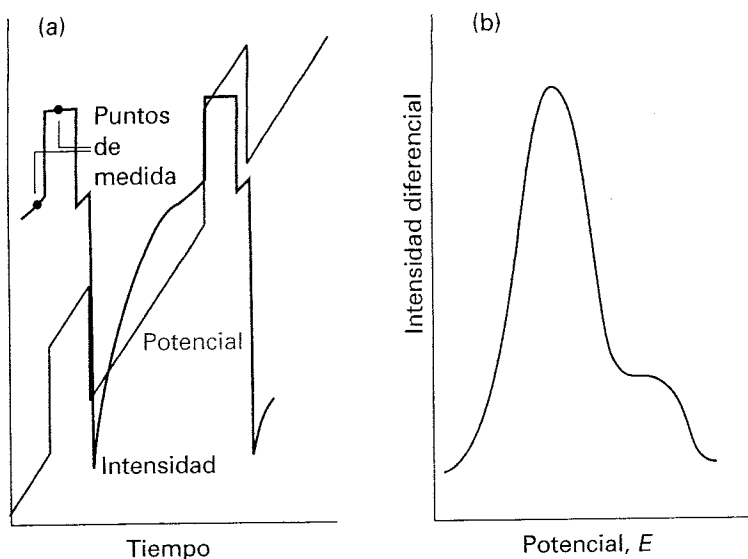 (a)
Puntos
de
medida
Potencial
Intensidad
Tiempo
(b)
Intensidad diferencial
Potencial, E